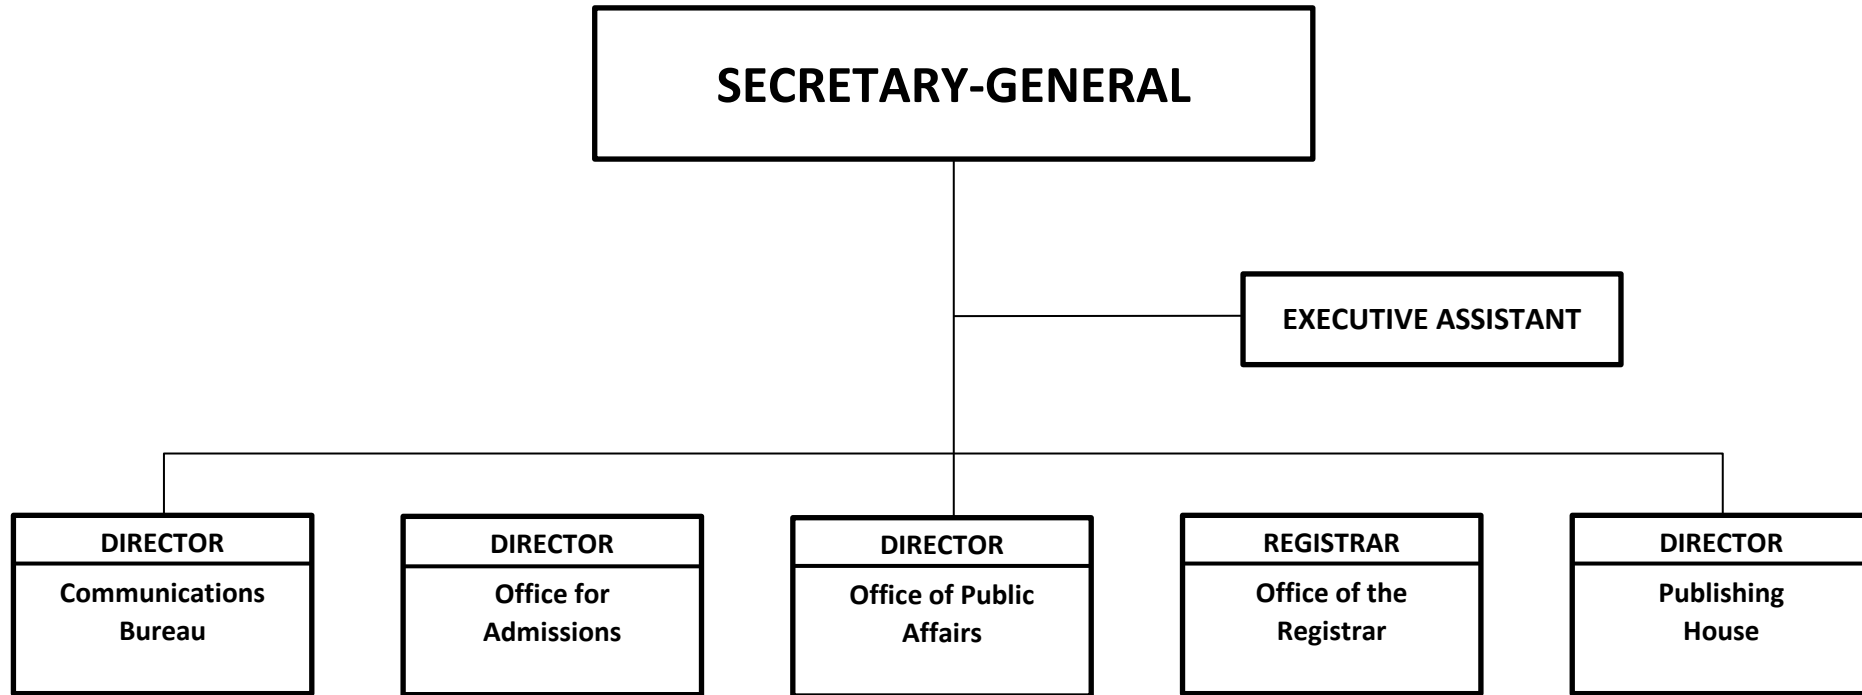 SECRETARY-GENERAL
EXECUTIVE ASSISTANT
DIRECTOR
Communications
Bureau
DIRECTOR
Office for
Admissions
DIRECTOR
Office of Public
Affairs
REGISTRAR
Office of the
Registrar
DIRECTOR
Publishing
House